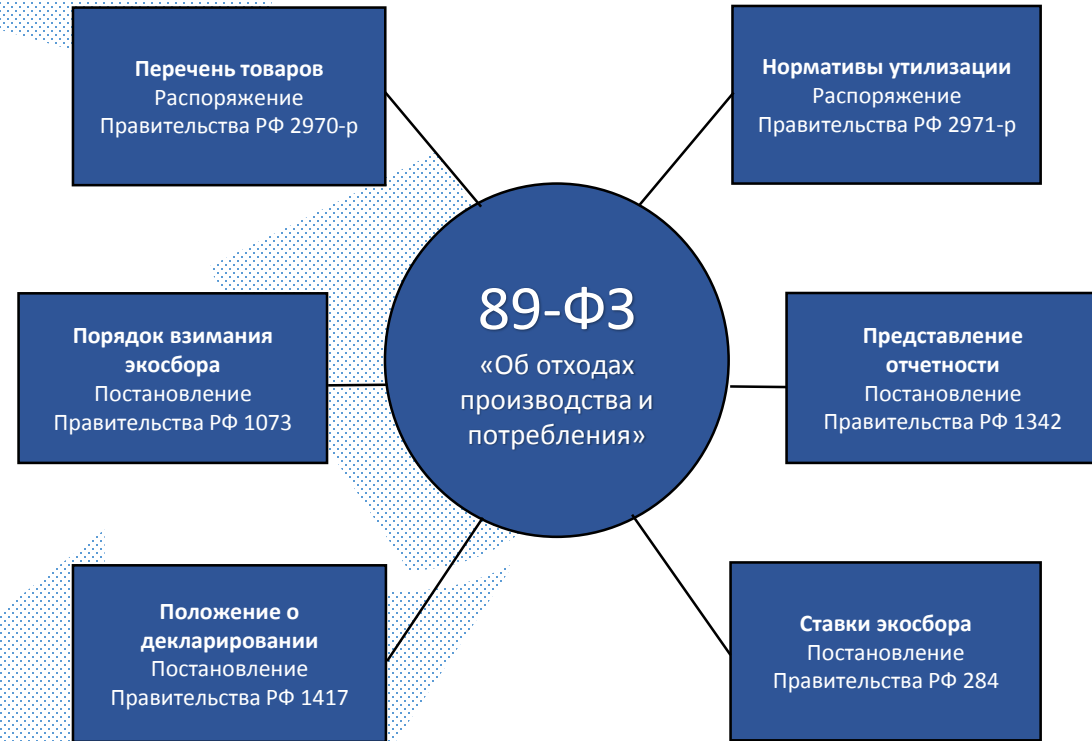 Перечень товаров
Распоряжение
Правительства РФ 2970-р
Нормативы утилизации
Распоряжение
Правительства РФ 2971-р
89-ФЗ
«Об отходах
производства и
потребления»
Порядок взимания
экосбора
Постановление
Правительства РФ 1073
Представление
отчетности
Постановление
Правительства РФ 1342
Положение о
декларировании
Постановление
Правительства РФ 1417
Ставки экосбора
Постановление
Правительства РФ 284